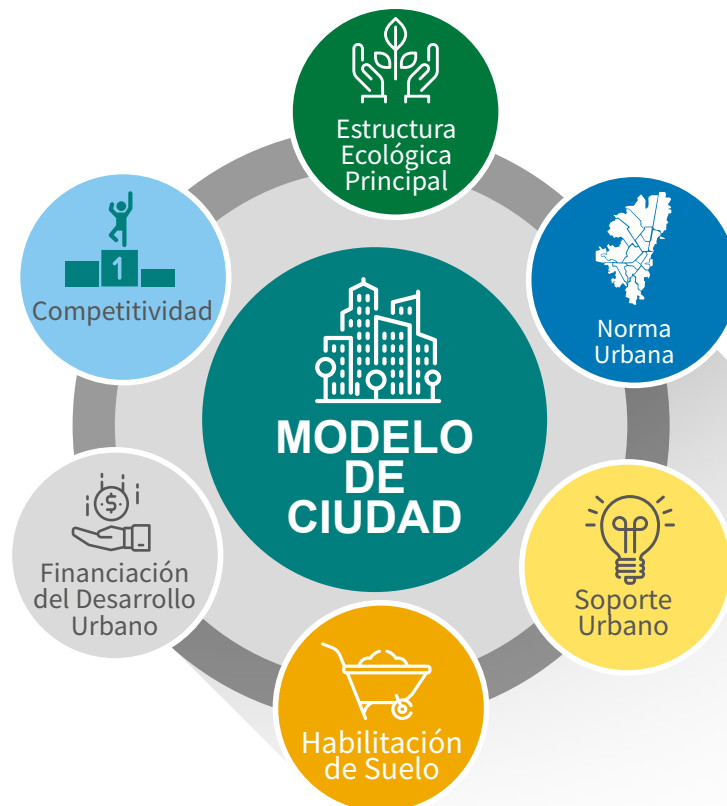 Estructura
Ecológica
Principal
Norma
Urbana
Soporte
Urbano
Habilitación
de Suelo
$
Financiación
del Desarrollo
Urbano
1
Competitividad
MODELO
DE
CIUDAD